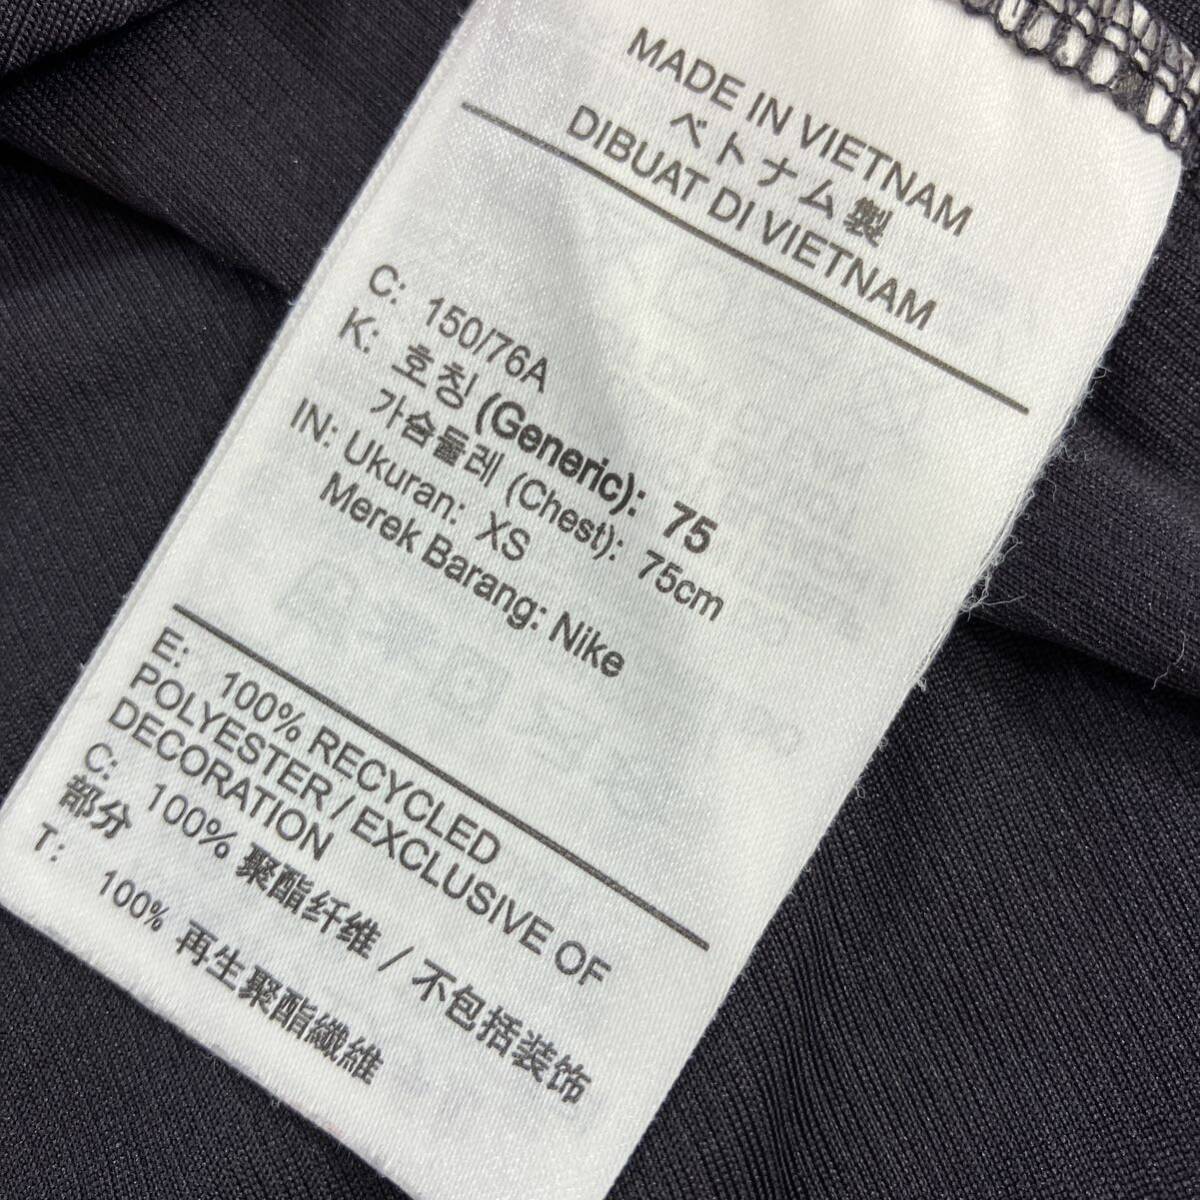 MADE IN VIETNAM
ベトナム製
DIBUAT DI VIETNAM
C: 150/76A
K: 호칭 (Generic): 75
가슴둘레 (Chest): 75cm
IN: Ukuran: XS
Merek Barang: Nike
E: 100% RECYCLED
POLYESTER / EXCLUSIVE OF
DECORATION
C: 100% 聚酯纤维 / 不包括装饰
部分
T: 100% 再生聚酯纖維